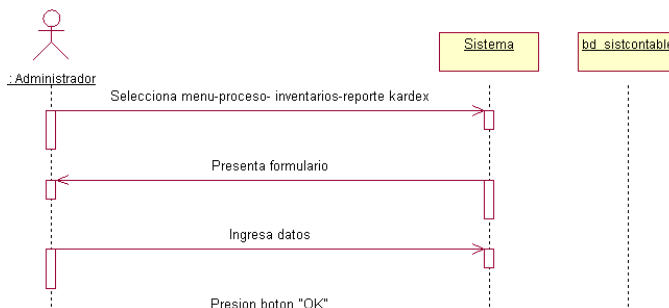 Sistema
bd_sistcontable
: Administrador
Selecciona menu-proceso- inventarios-reporte kardex
Presenta formulario
Ingresa datos
Presion boton "OK"